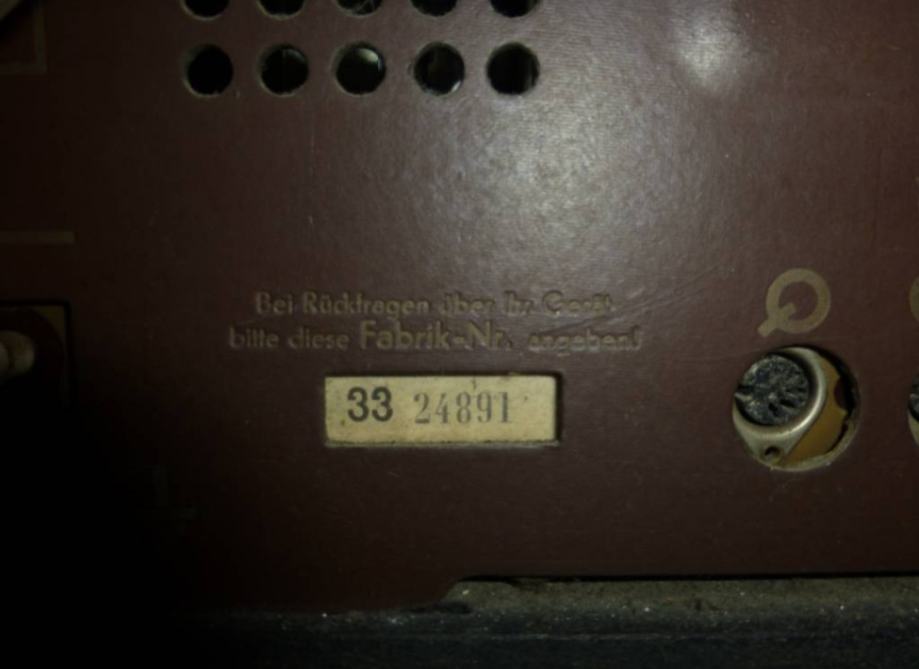 Bei Rückfragen über Ihr Gerät
bitte diese Fabrik-Nr. angeben!
33 24891